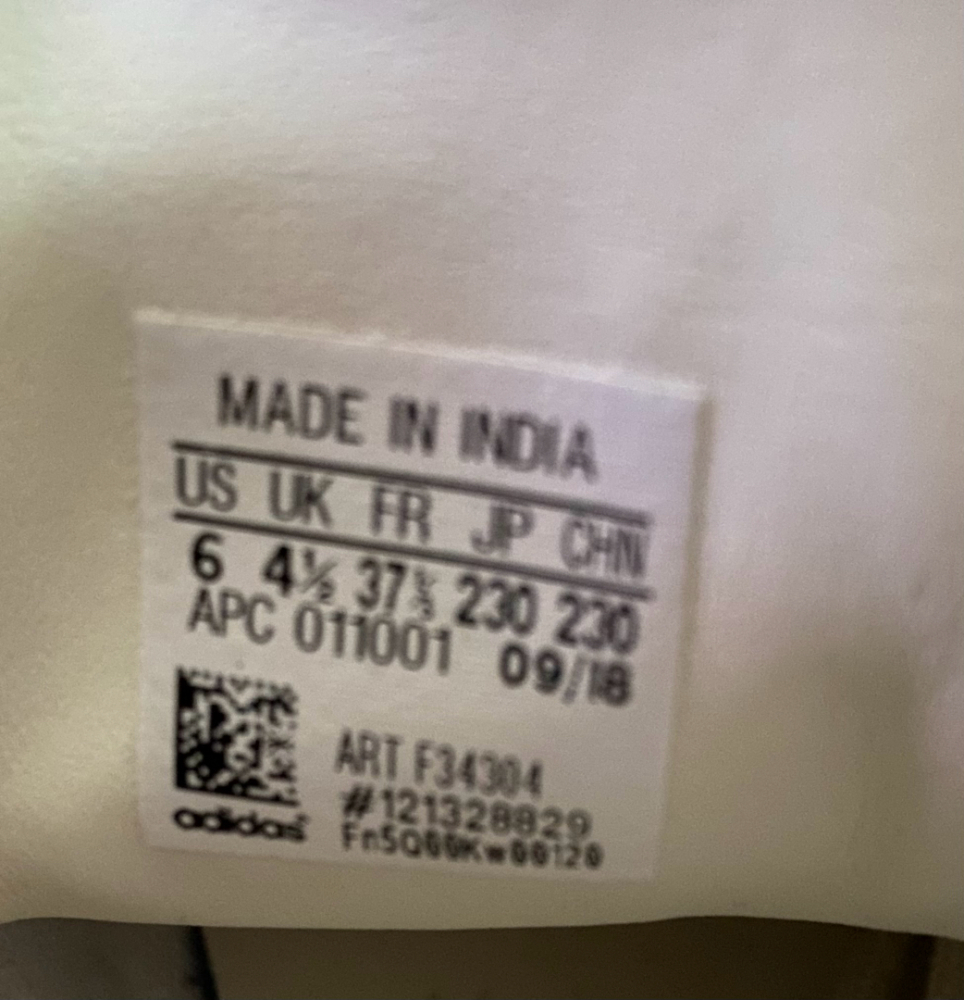 MADE IN INDIA
US UK FR JP CHN
6 4½ 37⅓ 230 230
APC 011001 09/18
ART F34304
#121328829
adidas